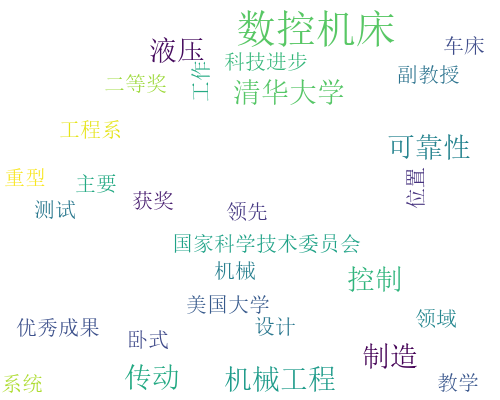 数控机床
液压
车床
科技进步
工作
副教授
二等奖
清华大学
工程系
可靠性
重型
主要
位置
获奖
测试
领先
国家科学技术委员会
机械
控制
美国大学
领域
优秀成果
设计
卧式
制造
传动
机械工程
系统
教学